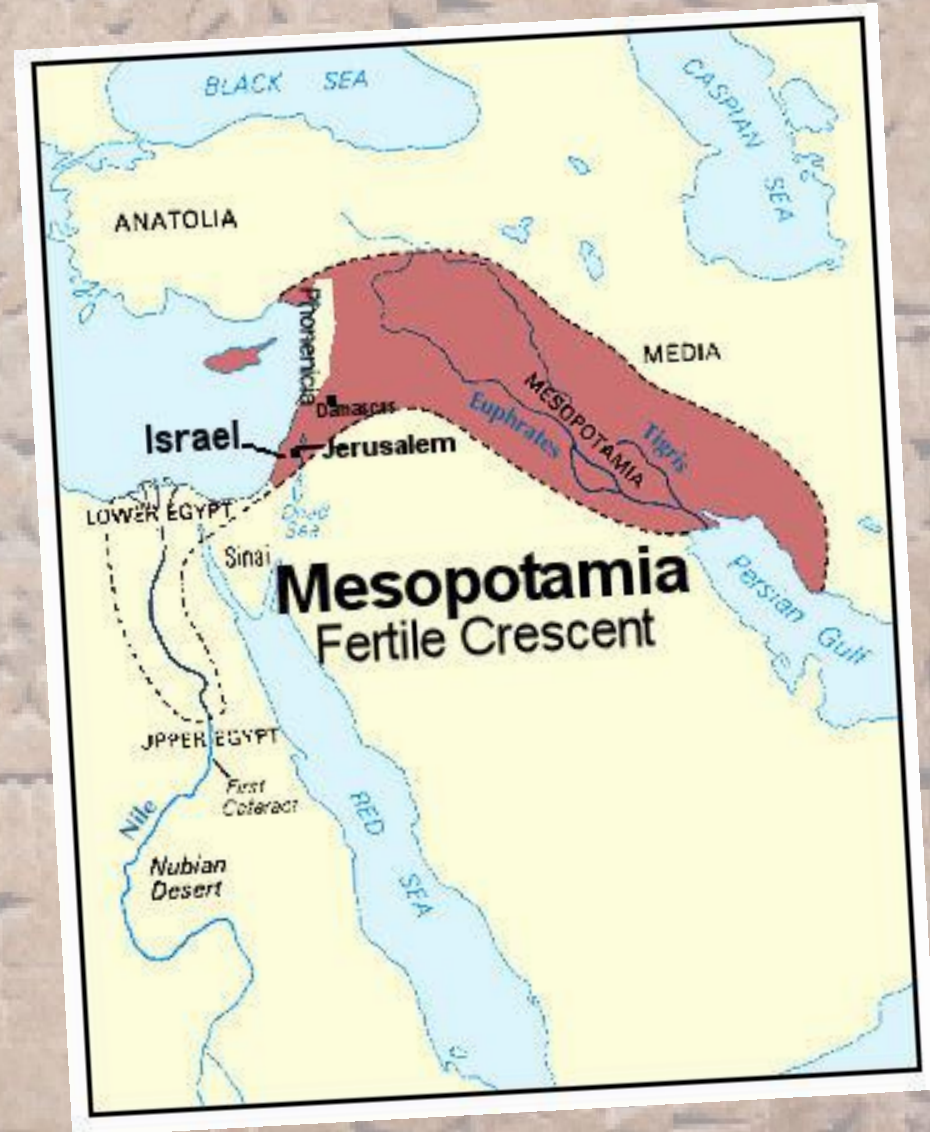 BLACK SEA
CASPIAN
SEA
ANATOLIA
Phonenicia
MEDIA
MESOPOTAMIA
Damascus
Euphrates
Tigris
Israel
Jerusalem
LOWER EGYPT
Dead
Sea
Sinai
Mesopotamia
Fertile Crescent
Persian Gulf
UPPER EGYPT
First
Cataract
Nile
RED
SEA
Nubian
Desert